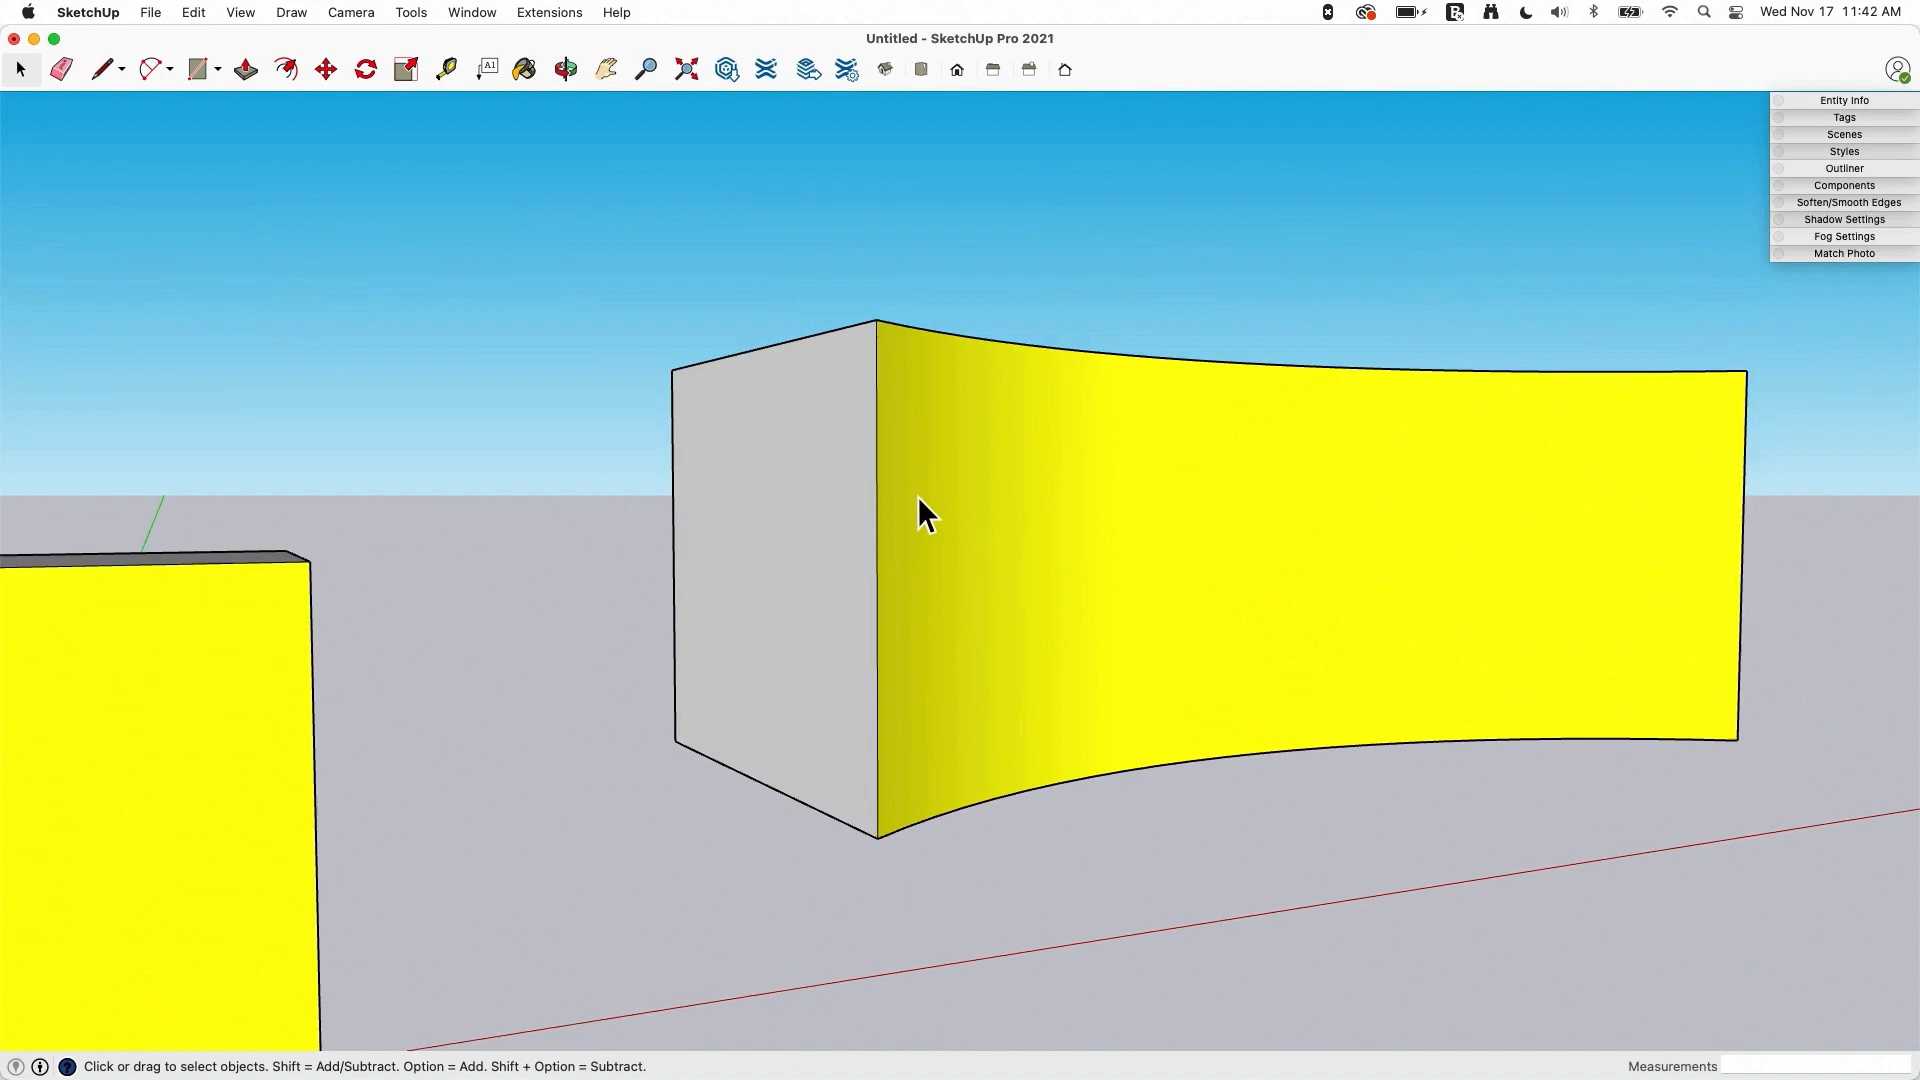 SketchUp File Edit View Draw Camera Tools Window Extensions Help Wed Nov 17 11:42 AM
Untitled - SketchUp Pro 2021
A1
Entity Info
Tags
Scenes
Styles
Outliner
Components
Soften/Smooth Edges
Shadow Settings
Fog Settings
Match Photo
Click or drag to select objects. Shift = Add/Subtract. Option = Add. Shift + Option = Subtract. Measurements